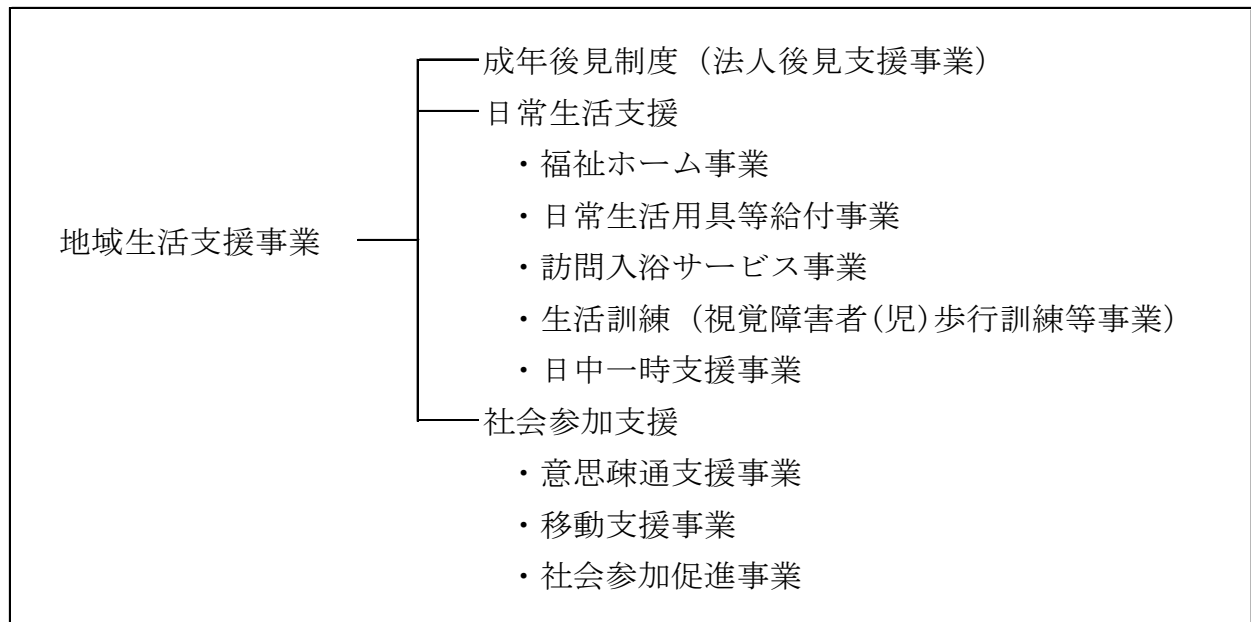 成年後見制度（法人後見支援事業）
日常生活支援
・福祉ホーム事業
・日常生活用具等給付事業
地域生活支援事業
・訪問入浴サービス事業
・生活訓練（視覚障害者(児)歩行訓練等事業）
・日中一時支援事業
社会参加支援
・意思疎通支援事業
・移動支援事業
・社会参加促進事業